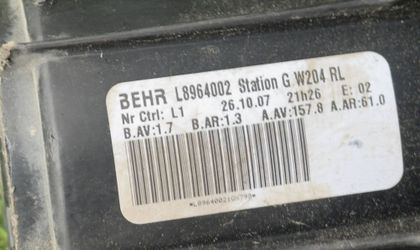 BEHR L8964002 Station G W204 RL
Nr Ctrl: L1 26.10.07 21h26 E: 02
B.AV:1.7 B.AR:1.3 A.AV:157.8 A.AR:61.0